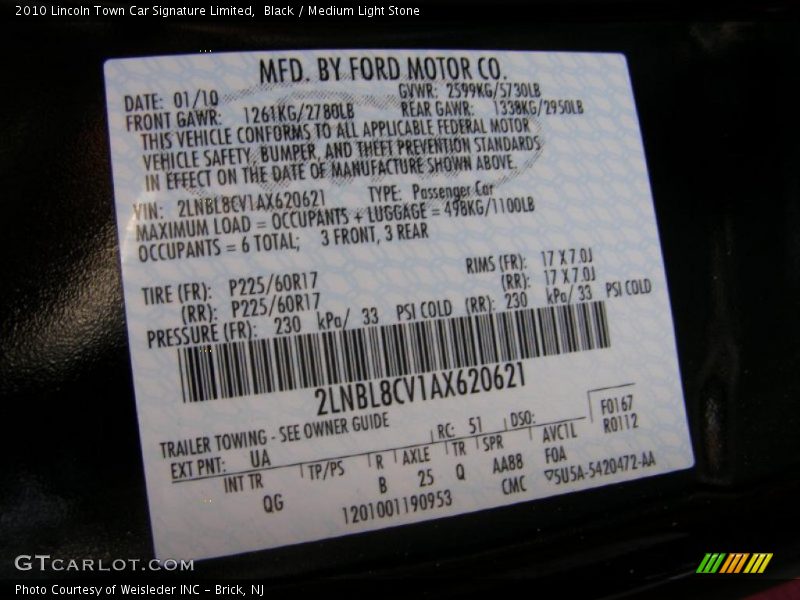 2010 Lincoln Town Car Signature Limited,  Black / Medium Light Stone
MFD. BY FORD MOTOR CO.
DATE: 01/10 GVWR: 2599KG/5730LB
FRONT GAWR: 1261KG/2780LB REAR GAWR: 1338KG/2950LB
THIS VEHICLE CONFORMS TO ALL APPLICABLE FEDERAL MOTOR
VEHICLE SAFETY, BUMPER, AND THEFT PREVENTION STANDARDS
IN EFFECT ON THE DATE OF MANUFACTURE SHOWN ABOVE.
VIN: 2LNBL8CV1AX620621 TYPE: Passenger Car
MAXIMUM LOAD = OCCUPANTS + LUGGAGE = 498KG/1100LB
OCCUPANTS = 6 TOTAL; 3 FRONT, 3 REAR
TIRE (FR): P225/60R17 RIMS (FR): 17 X 7.0J
(RR): P225/60R17 (RR): 17 X 7.0J
PRESSURE (FR): 230 kPa/ 33 PSI COLD (RR): 230 kPa/ 33 PSI COLD
2LNBL8CV1AX620621
TRAILER TOWING - SEE OWNER GUIDE
EXT PNT: UA RC: 51 DSO: F0167
INT TR TP/PS R AXLE TR SPR AVC1L R0112
QG B 25 Q AA88 FOA
1201001190953 CMC ▽5U5A-5420472-AA
GTCARLOT.COM
Photo Courtesy of Weisleder INC - Brick, NJ